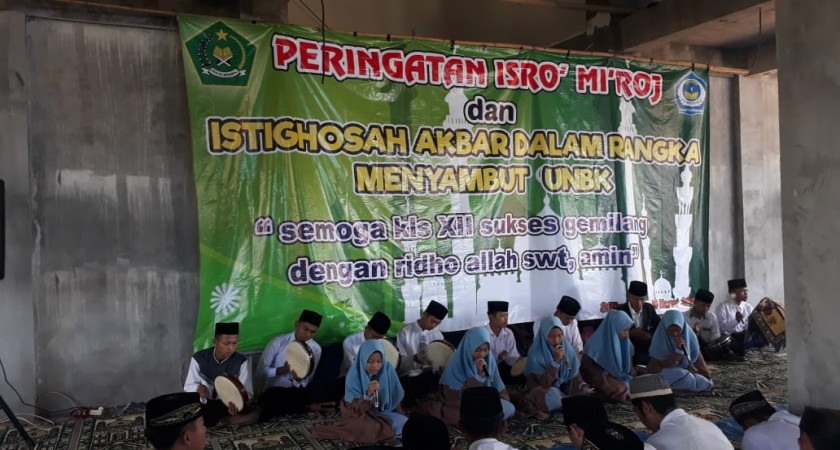 PERINGATAN ISRO' MI'ROJ
dan
ISTIGHOSAH AKBAR DALAM RANGKA
MENYAMBUT UNBK
" semoga kls XII sukses gemilang
dengan ridho allah swt, amin"